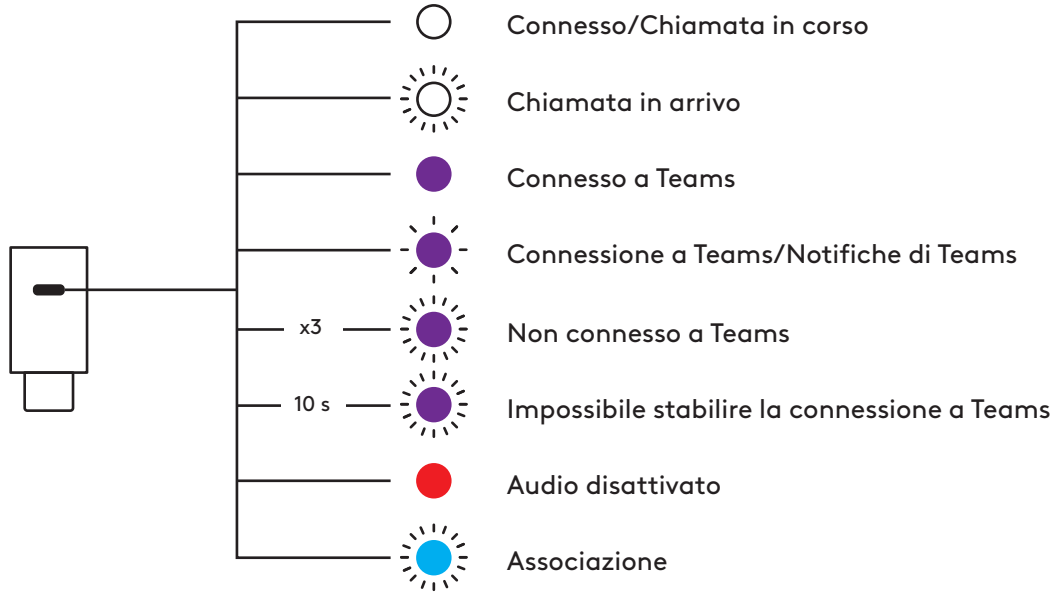 Connesso/Chiamata in corso
Chiamata in arrivo
Connesso a Teams
Connessione a Teams/Notifiche di Teams
x3 Non connesso a Teams
10 s Impossibile stabilire la connessione a Teams
Audio disattivato
Associazione